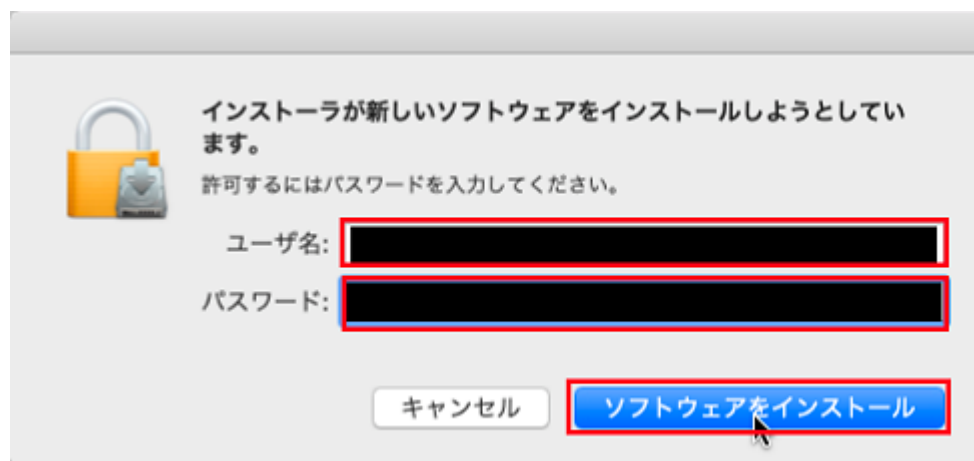 インストーラが新しいソフトウェアをインストールしようとしてい
ます。
許可するにはパスワードを入力してください。
ユーザ名:
パスワード:
キャンセル
ソフトウェアをインストール